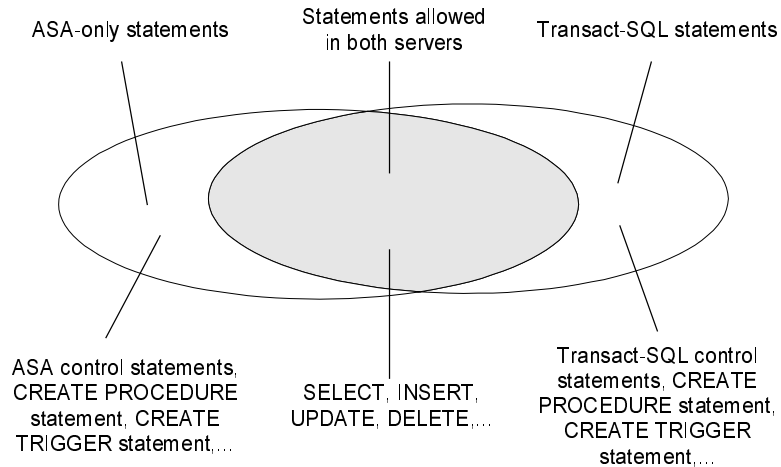 ASA-only statements
Statements allowed
in both servers
Transact-SQL statements
ASA control statements,
CREATE PROCEDURE
statement, CREATE
TRIGGER statement,...
SELECT, INSERT,
UPDATE, DELETE,...
Transact-SQL control
statements, CREATE
PROCEDURE statement,
CREATE TRIGGER
statement,...